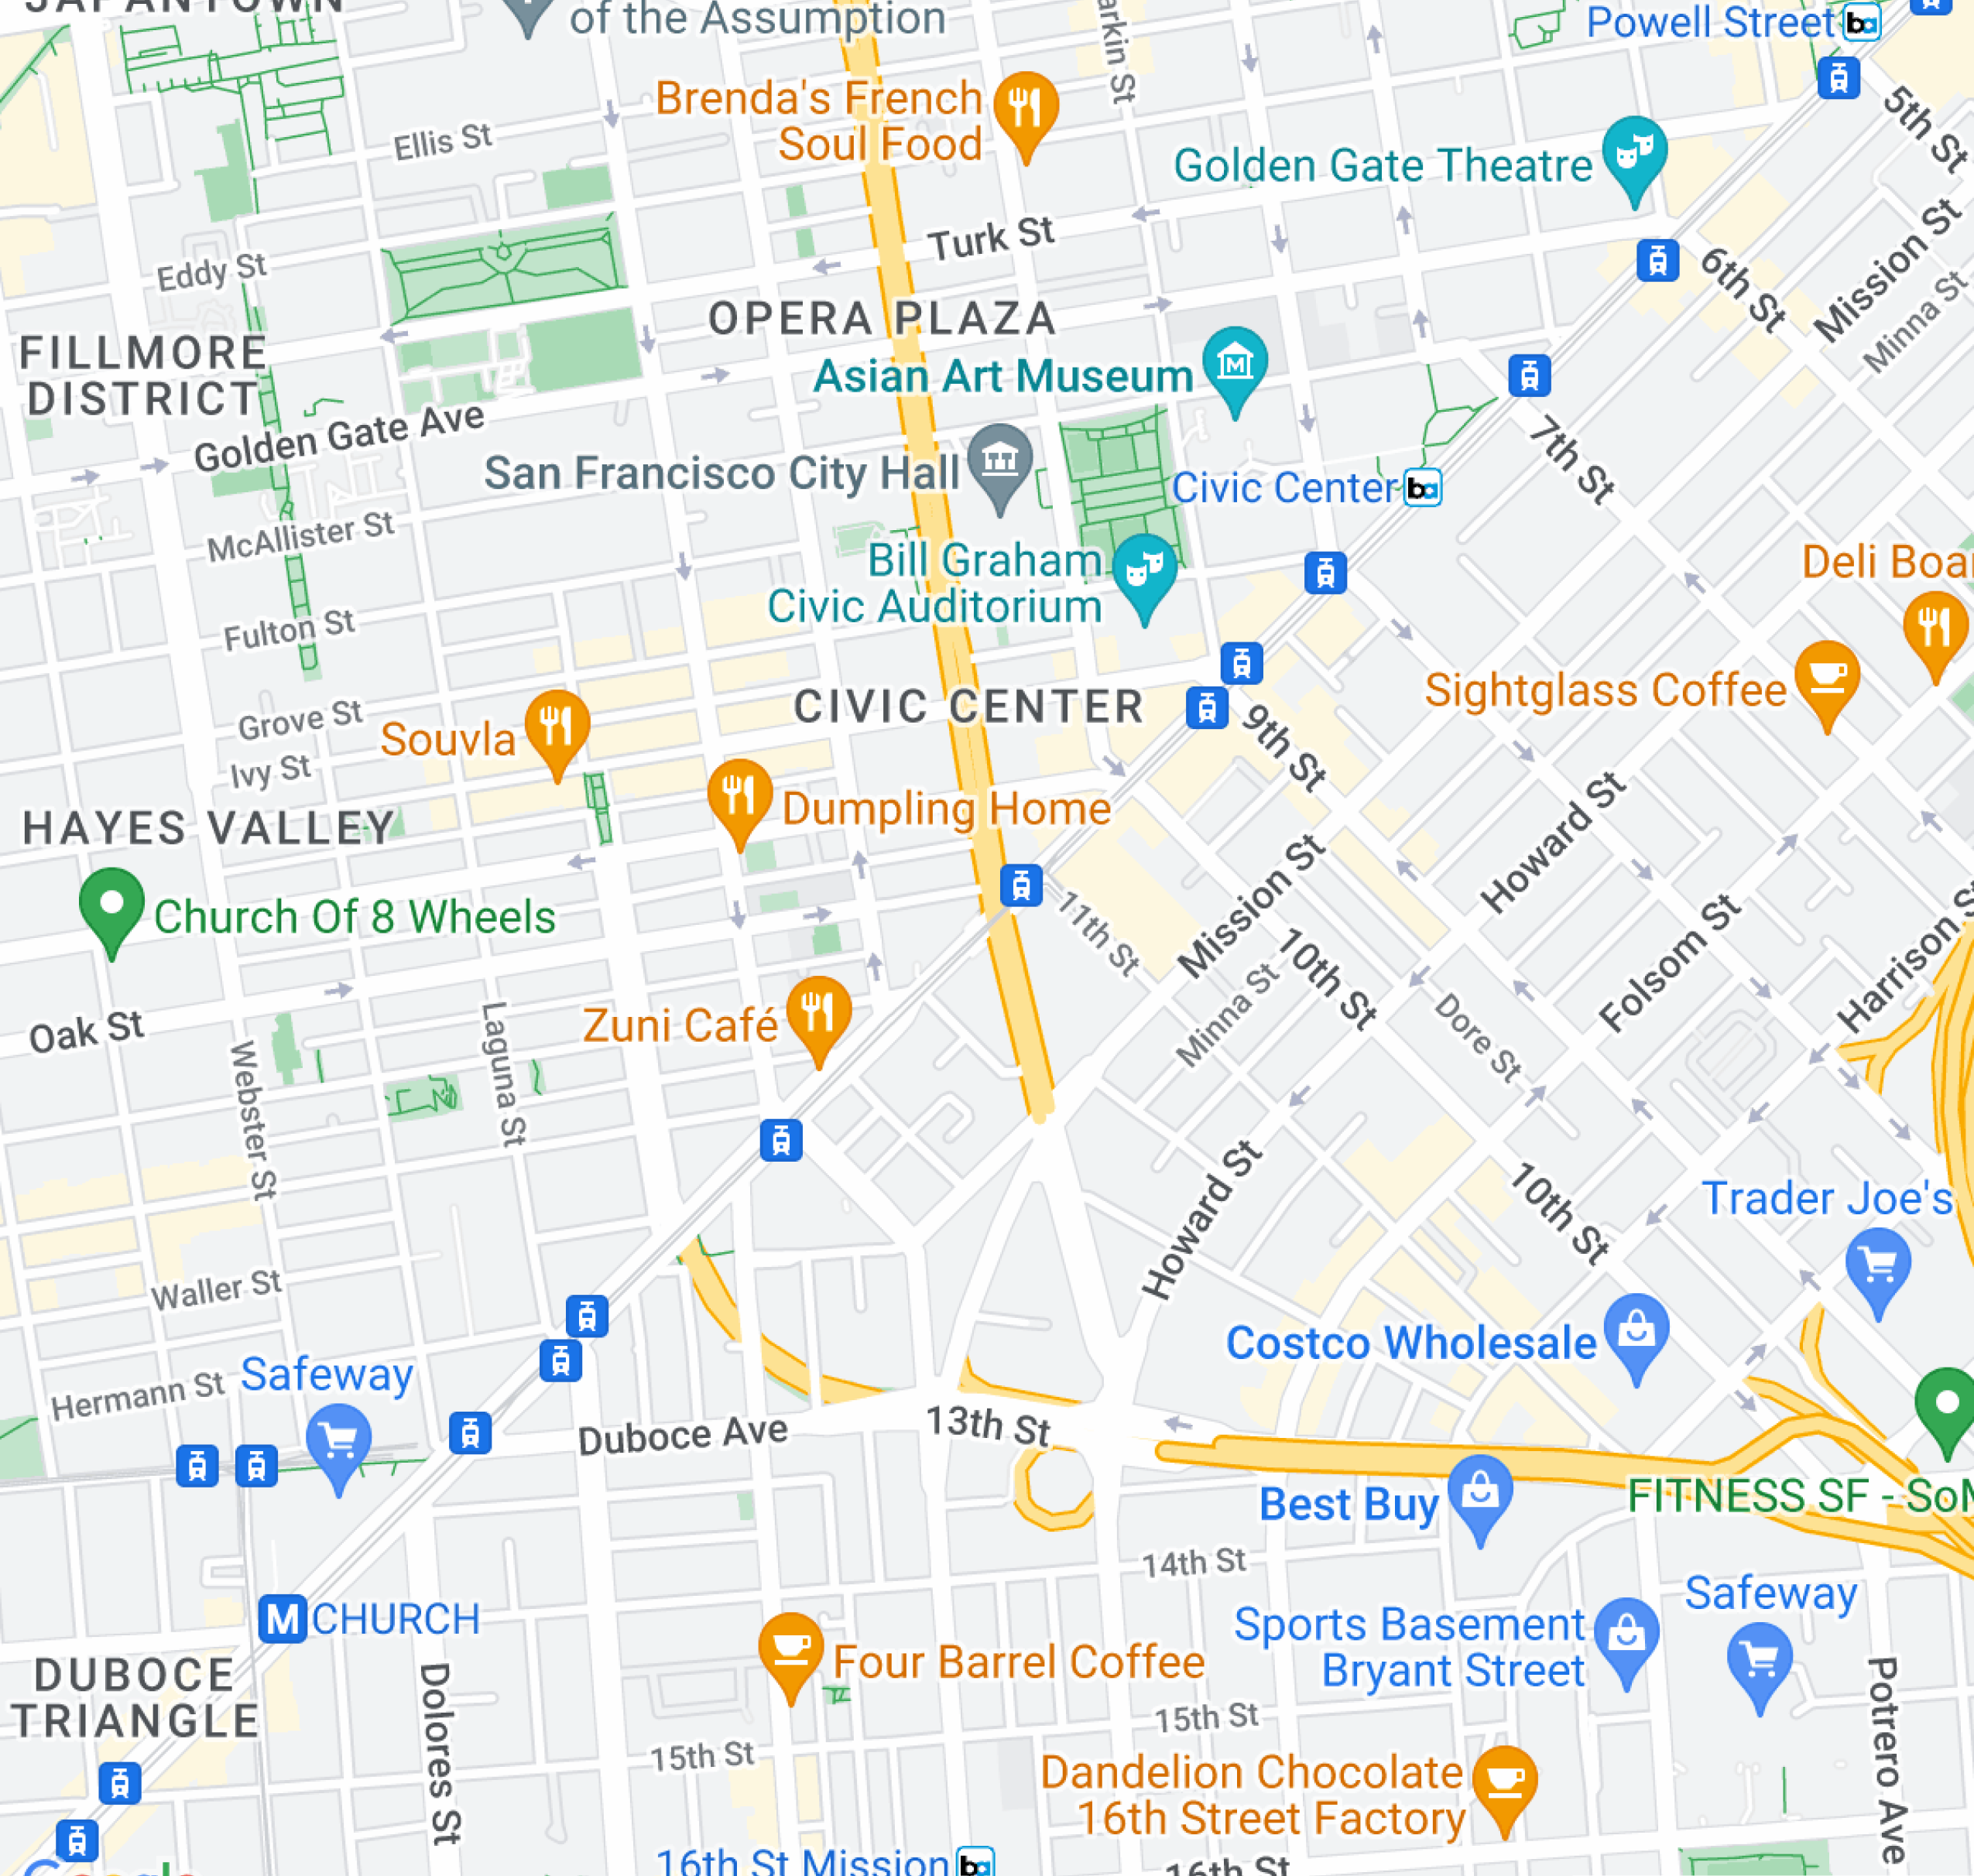 JAPANTOWN
of the Assumption
arkin St
Powell Street
ba
5th St
Brenda's French
Soul Food
Ellis St
Golden Gate Theatre
Mission St
Turk St
6th St
Minna St
Eddy St
OPERA PLAZA
FILLMORE
DISTRICT
Asian Art Museum
M
Golden Gate Ave
7th St
San Francisco City Hall
Civic Center
ba
McAllister St
Bill Graham
Civic Auditorium
Deli Boa
Fulton St
Sightglass Coffee
Grove St
Souvla
CIVIC CENTER
9th St
Ivy St
HAYES VALLEY
Dumpling Home
Howard St
Mission St
Church Of 8 Wheels
11th St
10th St
Folsom St
Harrison S
Oak St
Zuni Café
Minna St
Dore St
Laguna St
Webster St
Howard St
10th St
Trader Joe's
Waller St
Costco Wholesale
Hermann St
Safeway
Duboce Ave
13th St
Best Buy
FITNESS SF - SoM
14th St
M CHURCH
Sports Basement
Bryant Street
Safeway
Four Barrel Coffee
DUBOCE
TRIANGLE
Dolores St
Potrero Ave
15th St
15th St
Dandelion Chocolate
16th Street Factory
16th St Mission
ba
16th St
Google